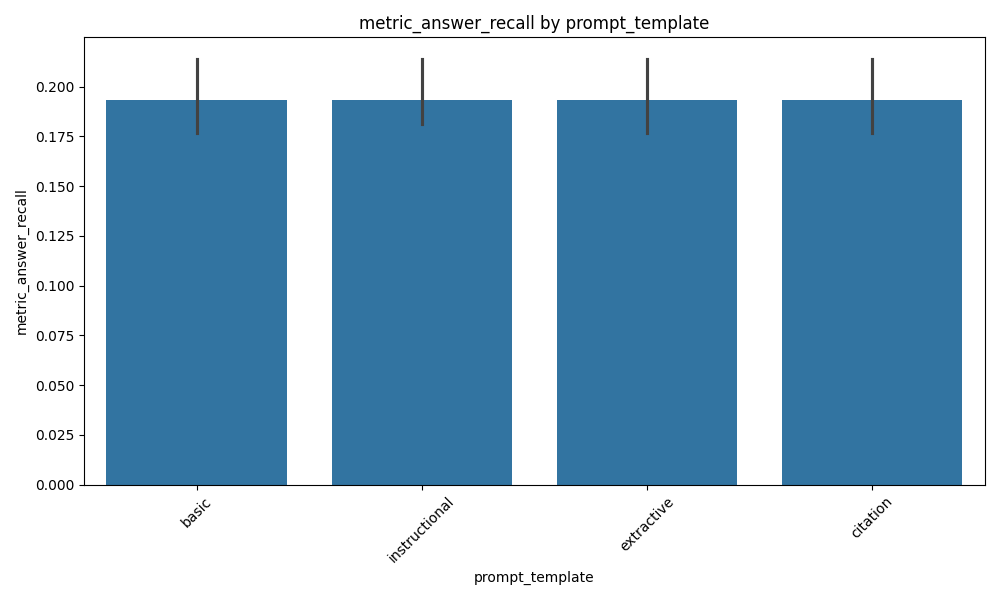 metric_answer_recall by prompt_template
metric_answer_recall
0.200
0.175
0.150
0.125
0.100
0.075
0.050
0.025
0.000
basic
instructional
extractive
citation
prompt_template